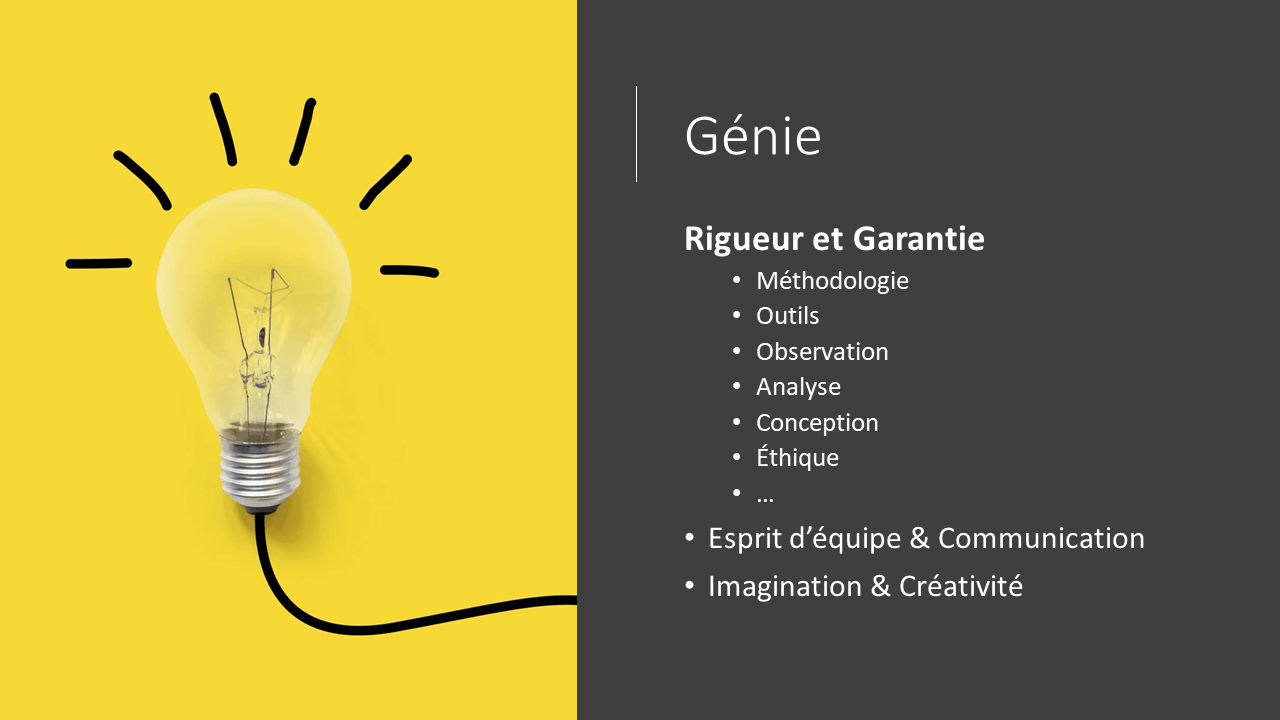 Génie
Rigueur et Garantie
• Méthodologie
• Outils
• Observation
• Analyse
• Conception
• Éthique
• …
• Esprit d’équipe & Communication
• Imagination & Créativité